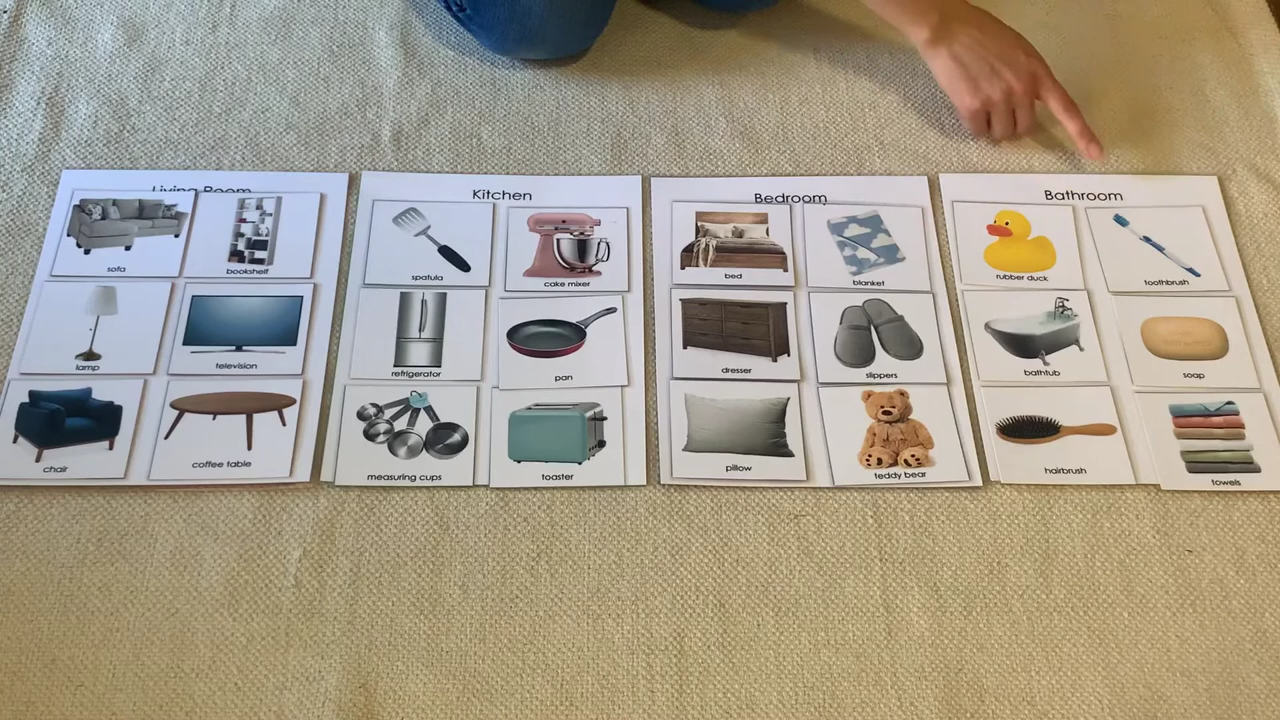 Living Room
sofa
bookshelf
lamp
television
chair
coffee table
Kitchen
spatula
cake mixer
refrigerator
pan
measuring cups
toaster
Bedroom
bed
blanket
dresser
slippers
pillow
teddy bear
Bathroom
rubber duck
toothbrush
bathtub
soap
hairbrush
towels